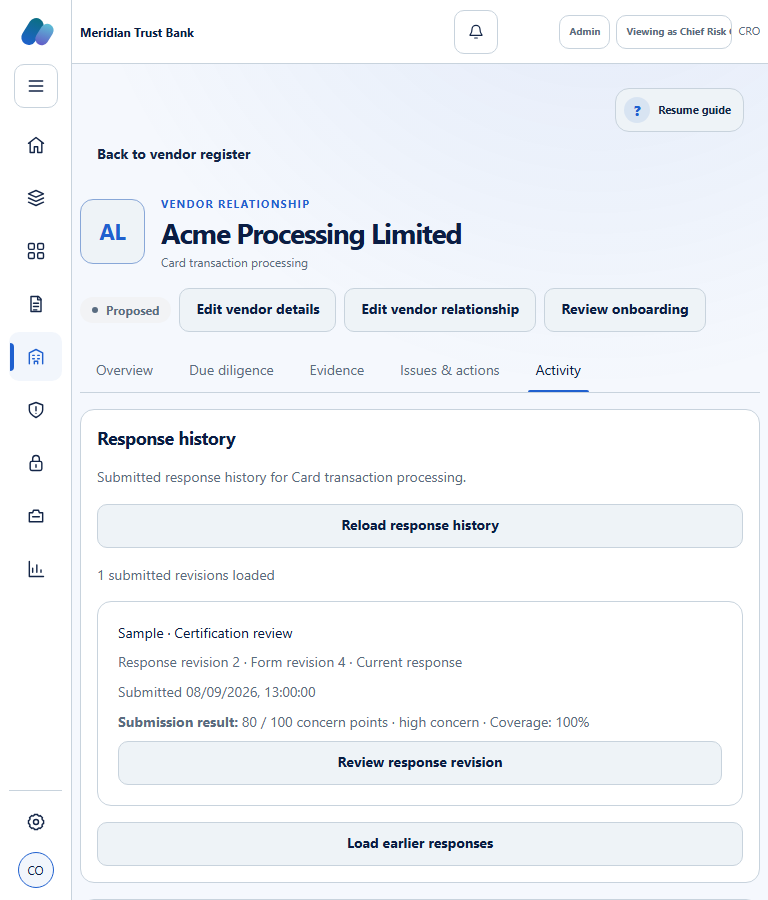 Meridian Trust Bank
Admin
Viewing as Chief Risk
CRO
? Resume guide
Back to vendor register
AL
VENDOR RELATIONSHIP
Acme Processing Limited
Card transaction processing
Proposed
Edit vendor details
Edit vendor relationship
Review onboarding
Overview
Due diligence
Evidence
Issues & actions
Activity
Response history
Submitted response history for Card transaction processing.
Reload response history
1 submitted revisions loaded
Sample · Certification review
Response revision 2 · Form revision 4 · Current response
Submitted 08/09/2026, 13:00:00
Submission result: 80 / 100 concern points · high concern · Coverage: 100%
Review response revision
Load earlier responses
CO